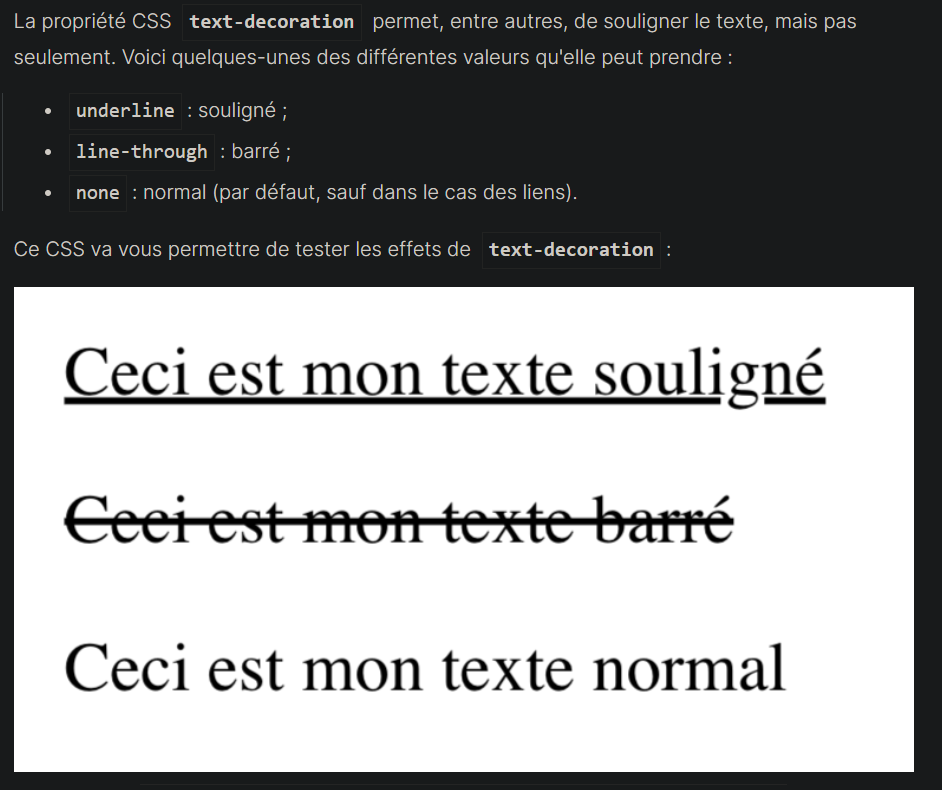 La propriété CSS text-decoration permet, entre autres, de souligner le texte, mais pas
seulement. Voici quelques-unes des différentes valeurs qu'elle peut prendre :
• underline : souligné ;
• line-through : barré ;
• none : normal (par défaut, sauf dans le cas des liens).
Ce CSS va vous permettre de tester les effets de text-decoration :
Ceci est mon texte souligné
Ceci est mon texte barré
Ceci est mon texte normal